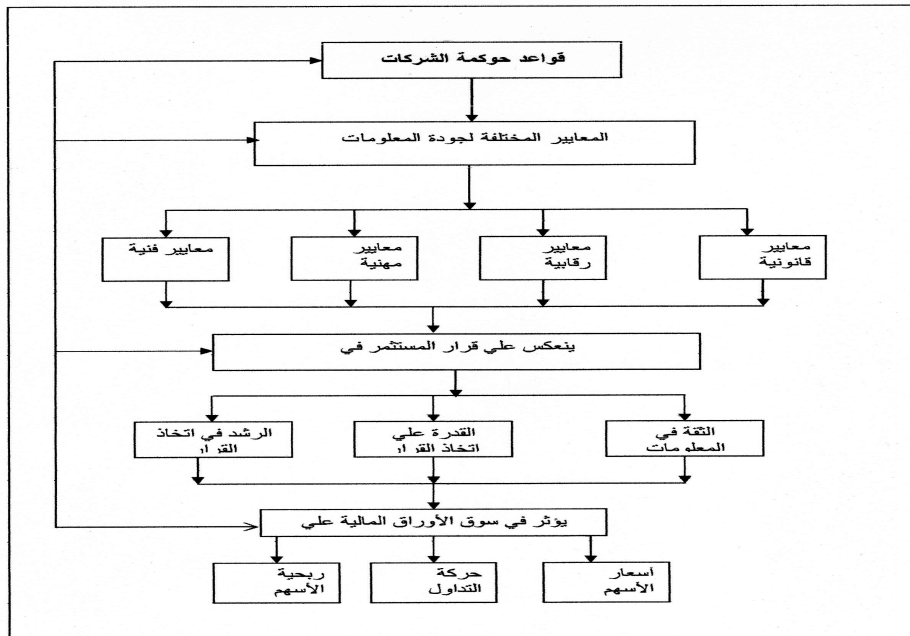 قواعد حوكمة الشركات
المعايير المختلفة لجودة المعلومات
معايير
قانونية
معايير
رقابية
معايير
مهنية
معايير فنية
ينعكس علي قرار المستثمر في
الثقة في
المعلومات
القدرة علي
اتخاذ القرار
الرشد في اتخاذ
القرار
يؤثر في سوق الأوراق المالية علي
أسعار
الأسهم
حركة
التداول
ربحية
الأسهم